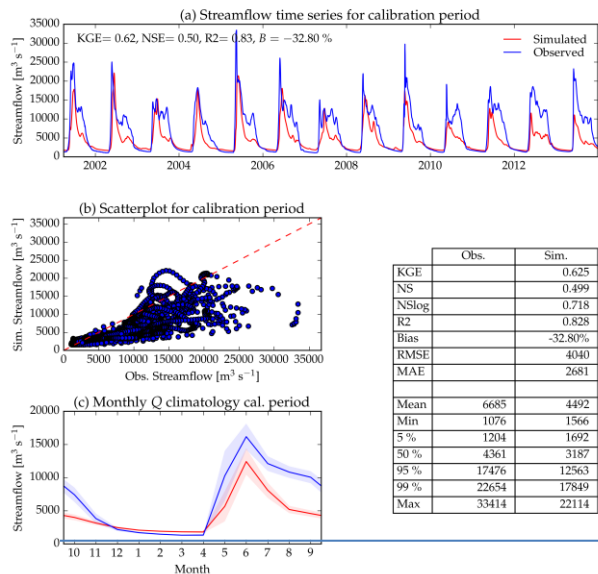 (a) Streamflow time series for calibration period
KGE= 0.62, NSE= 0.50, R2= 0.83, B = −32.80 %
Simulated
Observed
Streamflow [m³ s⁻¹]
35000
30000
25000
20000
15000
10000
5000
0
2002 2004 2006 2008 2010 2012
(b) Scatterplot for calibration period
Sim. Streamflow [m³ s⁻¹]
35000
30000
25000
20000
15000
10000
5000
0
0 5000 10000 15000 20000 25000 30000 35000
Obs. Streamflow [m³ s⁻¹]
(c) Monthly Q climatology cal. period
Streamflow [m³ s⁻¹]
20000
15000
10000
5000
0
10 11 12 1 2 3 4 5 6 7 8 9
Month
Obs. Sim.
KGE 0.625
NS 0.499
NSlog 0.718
R2 0.828
Bias -32.80%
RMSE 4040
MAE 2681
Mean 6685 4492
Min 1076 1566
5 % 1204 1692
50 % 4361 3187
95 % 17476 12563
99 % 22654 17849
Max 33414 22114